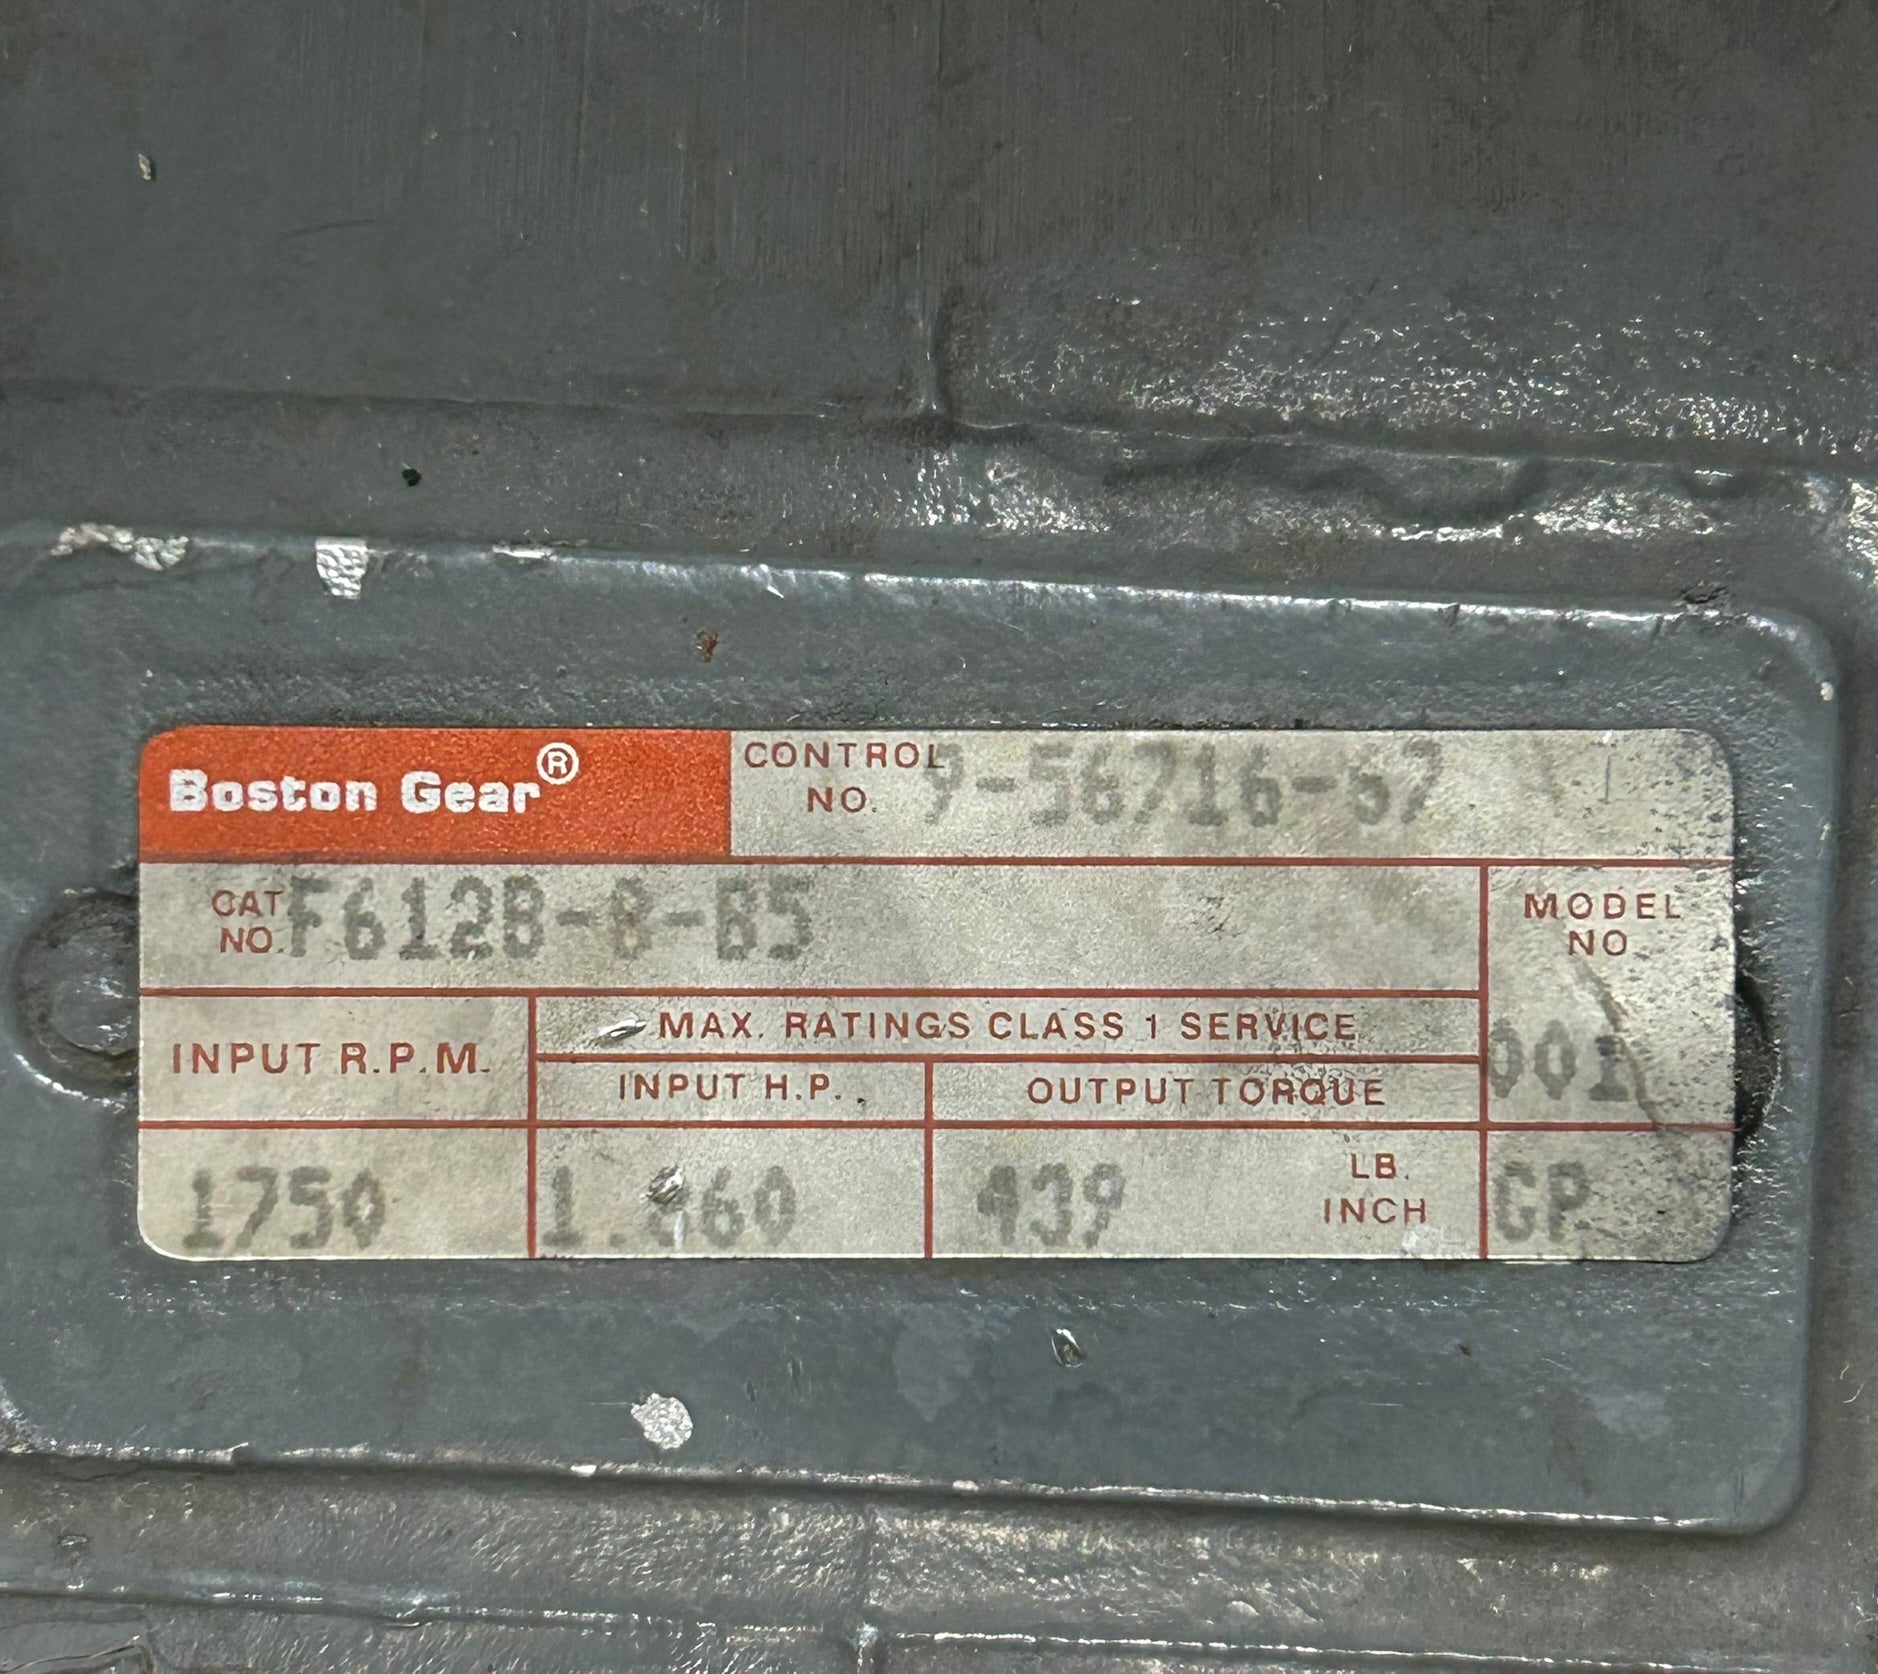 Boston Gear®
CONTROL NO. 9-56716-67
CAT NO. F612B-8-B5
MODEL NO
001
INPUT R.P.M.
MAX. RATINGS CLASS 1 SERVICE
INPUT H.P.
OUTPUT TORQUE
1750
439
LB. INCH
GP